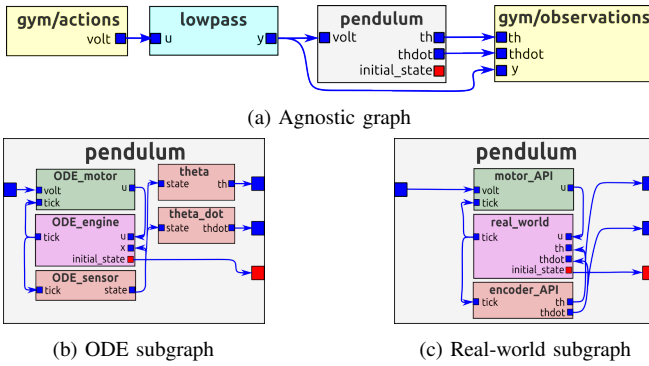 gym/actions lowpass pendulum gym/observations
volt u y volt th th
thdot thdot
initial_state y
(a) Agnostic graph
pendulum
ODE_motor theta
volt u state th
tick
ODE_engine theta_dot
tick u state thdot
x
initial_state
ODE_sensor
tick state
(b) ODE subgraph
pendulum
motor_API
volt u
tick
real_world
tick u
th
thdot
initial_state
encoder_API
tick th
thdot
(c) Real-world subgraph